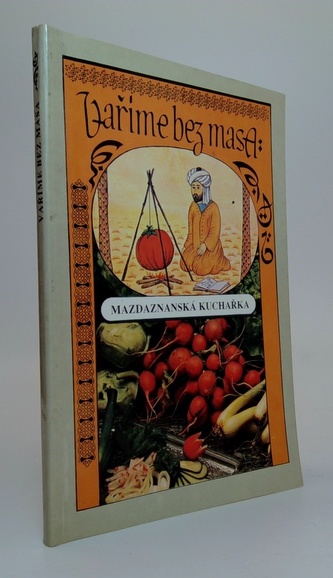 VAŘÍME BEZ MASA
Vaříme bez masa:
MAZDAZNANSKÁ KUCHAŘKA